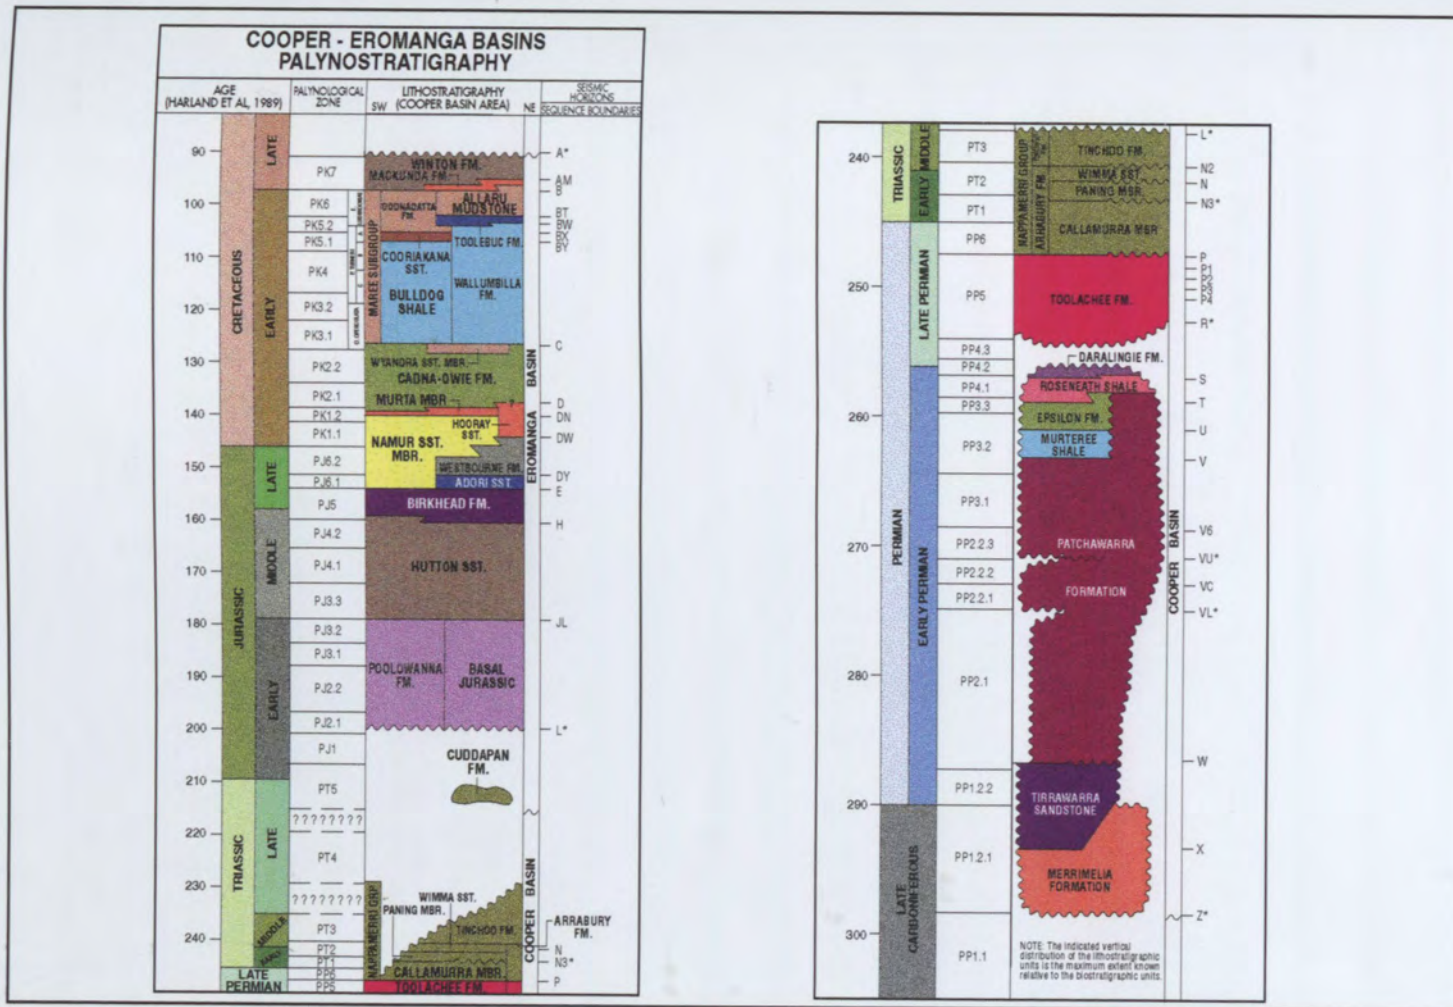 COOPER - EROMANGA BASINS
PALYNOSTRATIGRAPHY
AGE
(HARLAND ET AL, 1989)
PALYNOLOGICAL
ZONE
LITHOSTRATIGRAPHY
SW (COOPER BASIN AREA) NE
SEISMIC
HORIZONS
SEQUENCE BOUNDARIES
90
100
110
120
130
140
150
160
170
180
190
200
210
220
230
240
CRETACEOUS
JURASSIC
TRIASSIC
LATE
EARLY
LATE
MIDDLE
EARLY
LATE
MIDDLE
EARLY
LATE
PERMIAN
PK7
PK6
PK5.2
PK5.1
PK4
PK3.2
PK3.1
PK2.2
PK2.1
PK1.2
PK1.1
PJ6.2
PJ6.1
PJ5
PJ4.2
PJ4.1
PJ3.3
PJ3.2
PJ3.1
PJ2.2
PJ2.1
PJ1
PT5
????????
PT4
????????
PT3
PT2
PT1
PP6
PP5
WINTON FM.
MACKUNDA FM.
OODNADATTA
FM.
ALLARU
MUDSTONE
TOOLEBUC FM.
COORIAKANA
SST.
MAREE SUBGROUP
BULLDOG
SHALE
WALLUMBILLA
FM.
WYANDRA SST. MBR.
CADNA-OWIE FM.
MURTA MBR
HOORAY
SST.
NAMUR SST.
MBR.
WESTBOURNE FM.
ADORI SST.
BIRKHEAD FM.
HUTTON SST.
POOLOWANNA
FM.
BASAL
JURASSIC
CUDDAPAN
FM.
WIMMA SST.
PANING MBR.
TINCHOO FM.
NAPPAMERRI GRP
CALLAMURRA MBR.
TOOLACHEE FM.
EROMANGA BASIN
COOPER BASIN
A*
AM
B
BT
BW
BX
BY
C
D
DN
DW
DY
E
H
JL
L*
ARRABURY
FM.
N
N3*
P
240
250
260
270
280
290
300
TRIASSIC
PERMIAN
LATE
CARBONIFEROUS
MIDDLE
EARLY
LATE PERMIAN
EARLY PERMIAN
PT3
PT2
PT1
PP6
PP5
PP4.3
PP4.2
PP4.1
PP3.3
PP3.2
PP3.1
PP2.2.3
PP2.2.2
PP2.2.1
PP2.1
PP1.2.2
PP1.2.1
PP1.1
NAPPAMERRI GROUP
ARRABURY FM
TINCHOO FM.
WIMMA SST.
PANING MBR.
CALLAMURRA MBR
TOOLACHEE FM.
DARALINGIE FM.
ROSENEATH SHALE
EPSILON FM.
MURTEREE
SHALE
PATCHAWARRA
FORMATION
TIRRAWARRA
SANDSTONE
MERRIMELIA
FORMATION
COOPER BASIN
L*
N2
N
N3*
P
P1
P4
R*
S
T
U
V
V6
VU*
VC
VL*
W
X
Z*
NOTE: The indicated vertical
distribution of the lithostratigraphic
units is the maximum extent known
relative to the biostratigraphic units.